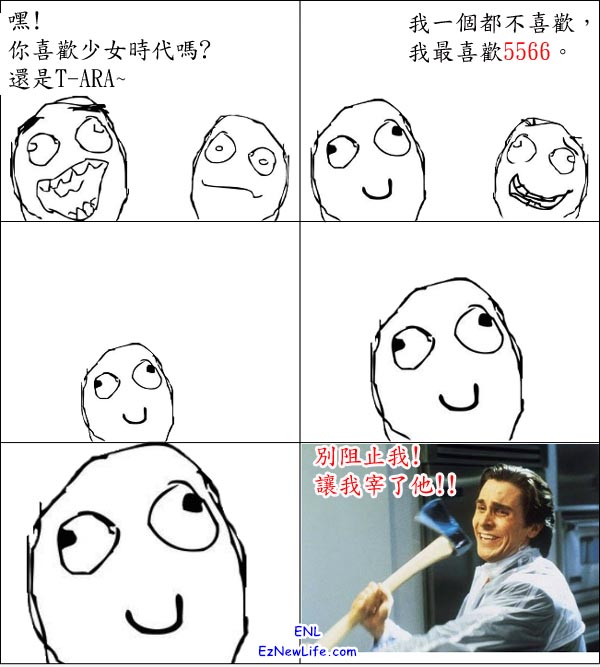 嘿!
你喜歡少女時代嗎?
還是T-ARA~
我一個都不喜歡，
我最喜歡5566。
別阻止我!
讓我宰了他!!
ENL
EzNewLife.com